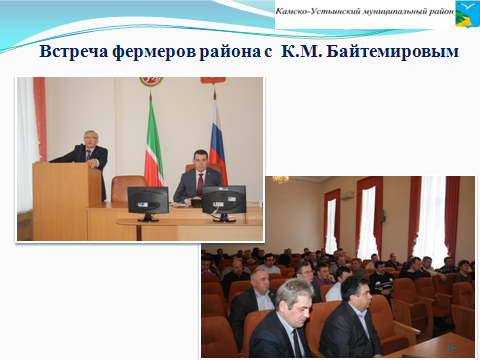 Камско-Устьинский муниципальный район
Встреча фермеров района с К.М. Байтемировым